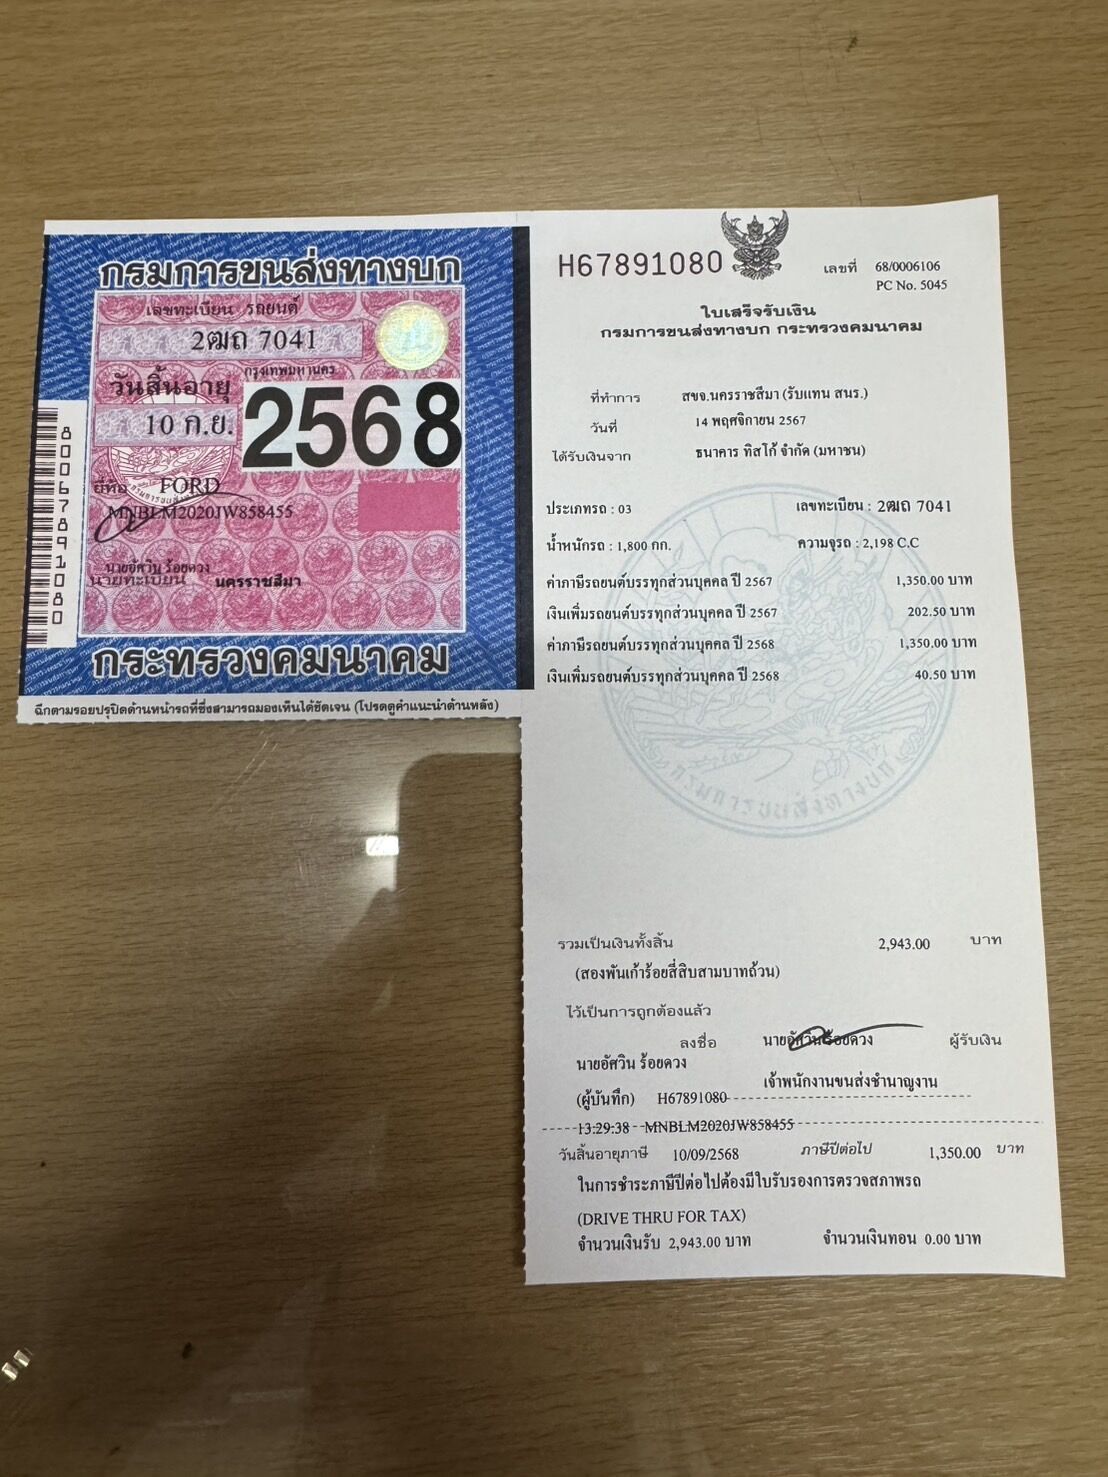 กรมการขนส่งทางบก
เลขทะเบียน รถยนต์
2ฒถ 7041
กรุงเทพมหานคร
วันสิ้นอายุ
10 ก.ย. 2568
ยี่ห้อ FORD
MNBLM2020JW858455
นายอัศวิน ร้อยดวง
นายทะเบียน นครราชสีมา
กระทรวงคมนาคม
ฉีกตามรอยปรุปิดด้านหน้ารถที่ซึ่งสามารถมองเห็นได้ชัดเจน (โปรดดูคำแนะนำด้านหลัง)
80067891080
H67891080
เลขที่ 68/0006106
PC No. 5045
ใบเสร็จรับเงิน
กรมการขนส่งทางบก กระทรวงคมนาคม
ที่ทำการ สขจ.นครราชสีมา (รับแทน สนร.)
วันที่ 14 พฤศจิกายน 2567
ได้รับเงินจาก ธนาคาร ทิสโก้ จำกัด (มหาชน)
ประเภทรถ : 03 เลขทะเบียน : 2ฒถ 7041
น้ำหนักรถ : 1,800 กก. ความจุรถ : 2,198 C.C
ค่าภาษีรถยนต์บรรทุกส่วนบุคคล ปี 2567 1,350.00 บาท
เงินเพิ่มรถยนต์บรรทุกส่วนบุคคล ปี 2567 202.50 บาท
ค่าภาษีรถยนต์บรรทุกส่วนบุคคล ปี 2568 1,350.00 บาท
เงินเพิ่มรถยนต์บรรทุกส่วนบุคคล ปี 2568 40.50 บาท
กรมการขนส่งทางบก
รวมเป็นเงินทั้งสิ้น 2,943.00 บาท
(สองพันเก้าร้อยสี่สิบสามบาทถ้วน)
ไว้เป็นการถูกต้องแล้ว
ลงชื่อ นายอัศวิน ร้อยดวง ผู้รับเงิน
นายอัศวิน ร้อยดวง
เจ้าพนักงานขนส่งชำนาญงาน
(ผู้บันทึก) H67891080
13:29:38 MNBLM2020JW858455
วันสิ้นอายุภาษี 10/09/2568 ภาษีปีต่อไป 1,350.00 บาท
ในการชำระภาษีปีต่อไปต้องมีใบรับรองการตรวจสภาพรถ
(DRIVE THRU FOR TAX)
จำนวนเงินรับ 2,943.00 บาท จำนวนเงินทอน 0.00 บาท